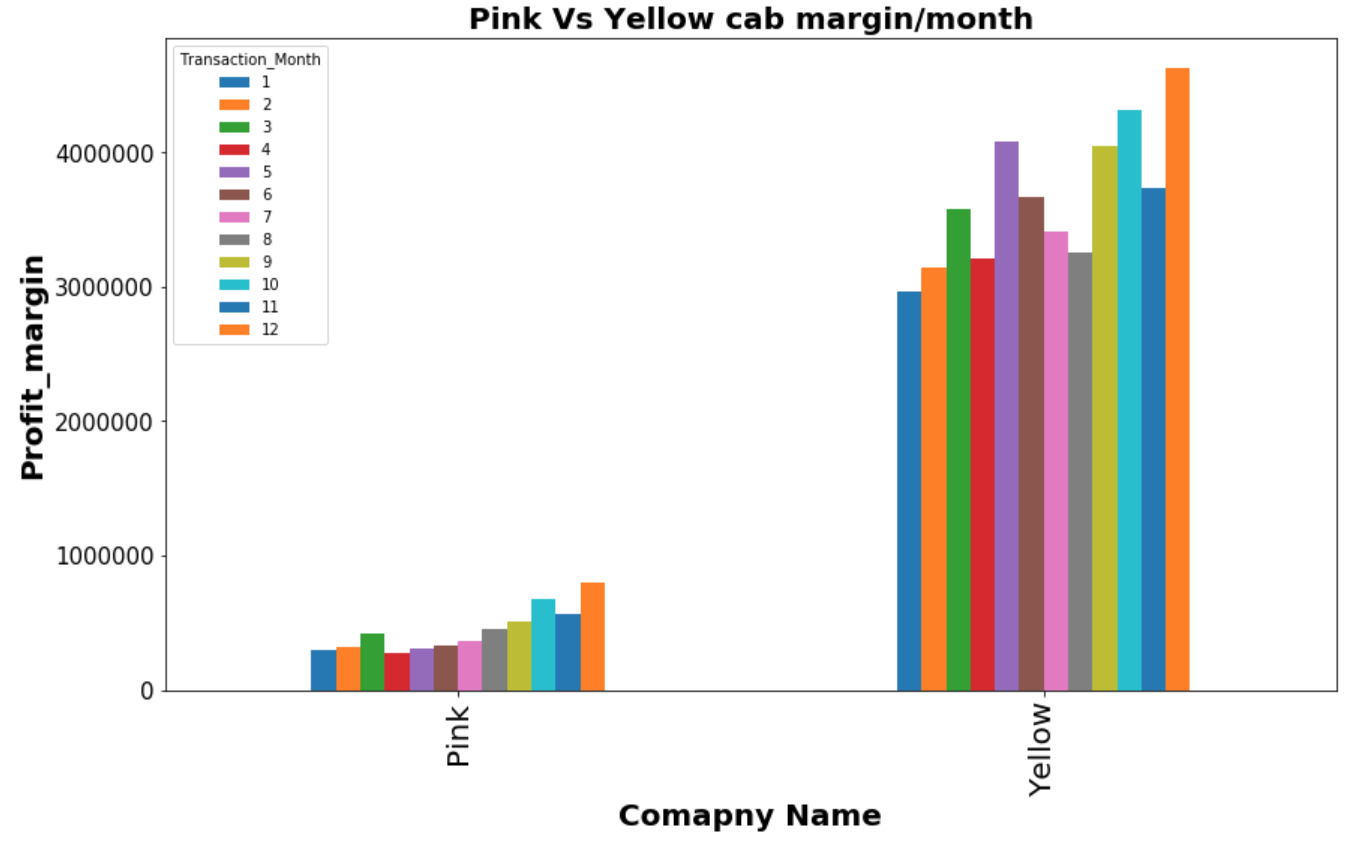 Pink Vs Yellow cab margin/month
Transaction_Month
1
2
3
4
5
6
7
8
9
10
11
12
Profit_margin
4000000
3000000
2000000
1000000
0
Pink
Yellow
Comapny Name